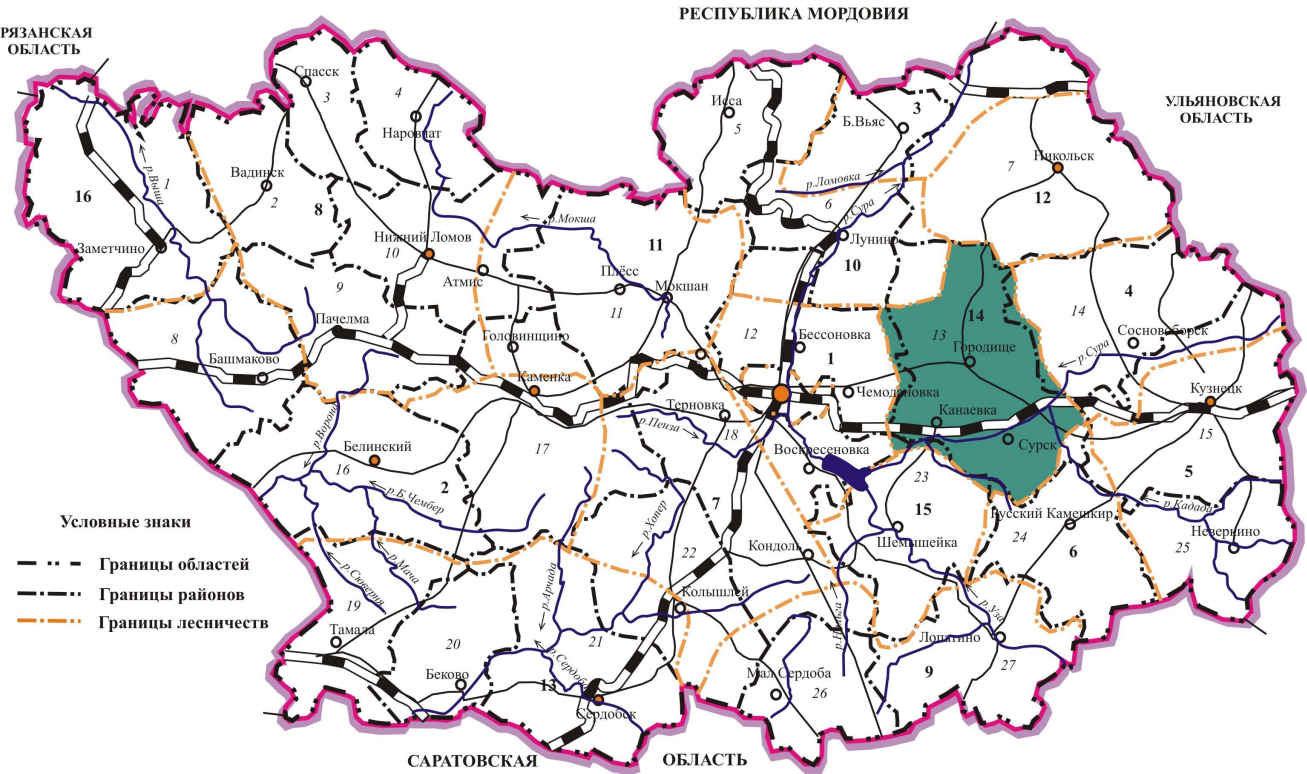 РЕСПУБЛИКА МОРДОВИЯ
РЯЗАНСКАЯ
ОБЛАСТЬ
УЛЬЯНОВСКАЯ
ОБЛАСТЬ
Спасск
3
4
Наровчат
Исса
5
Б.Вьяс
3
7
Никольск
12
16
р.Выша
1
Вадинск
2
8
р.Ломовка
6
р.Сура
Лунино
10
р.Мокша
11
Заметчино
Нижний Ломов
10
Атмис
Плёсс
Мокшан
11
9
8
Пачелма
Башмаково
Головинщино
Каменка
12
Бессоновка
1
Чемодановка
14
13
Городище
Канаевка
Сурск
4
14
Сосновоборск
р.Сура
Кузнецк
15
5
Терновка
18
р.Пенза
р.Ворона
Белинский
16
17
2
р.Б.Чембер
Воскресеновка
23
15
Шемышейка
р.Хопер
7
22
Кондоль
Русский Камешкир
24
6
р.Кадада
Неверкино
25
Условные знаки
Границы областей
Границы районов
Границы лесничеств
р.Сюверня
р.Мача
19
Тамала
20
Беково
р.Арчада
21
Колышлей
р.Сердоба
13
Сердобск
Мал.Сердоба
26
р.Уза
Лопатино
9
27
САРАТОВСКАЯ
ОБЛАСТЬ